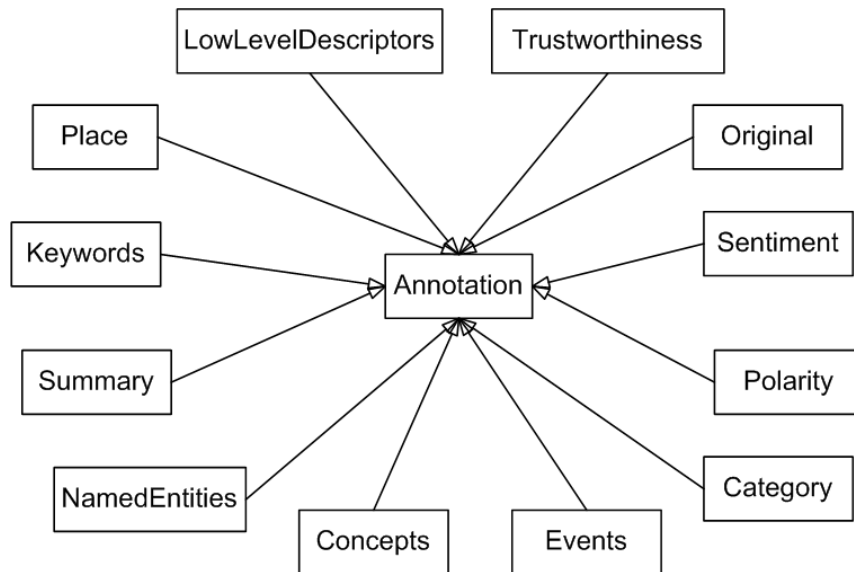 LowLevelDescriptors
Trustworthiness
Place
Original
Keywords
Sentiment
Annotation
Summary
Polarity
NamedEntities
Category
Concepts
Events